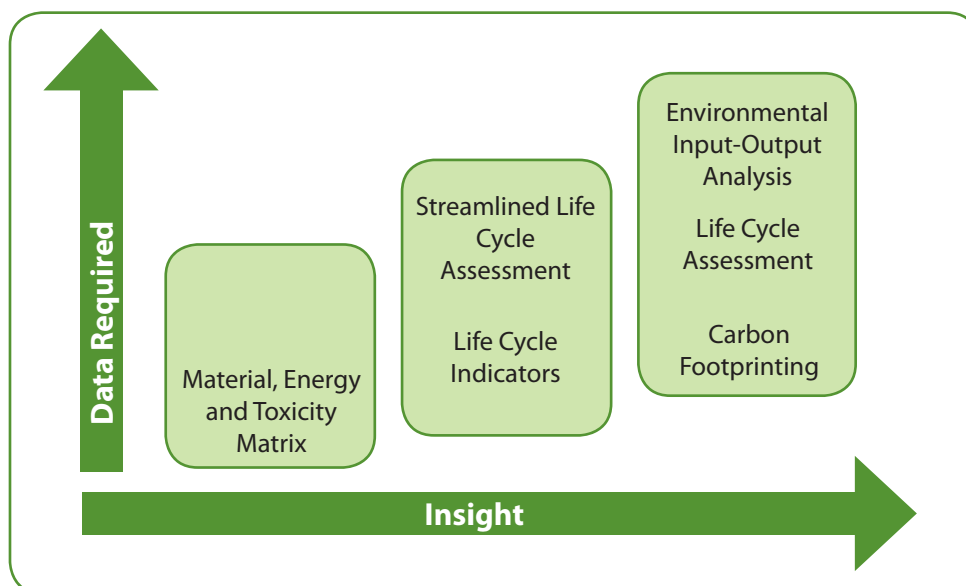 Data Required
Material, Energy
and Toxicity
Matrix
Streamlined Life
Cycle
Assessment
Life Cycle
Indicators
Environmental
Input-Output
Analysis
Life Cycle
Assessment
Carbon
Footprinting
Insight